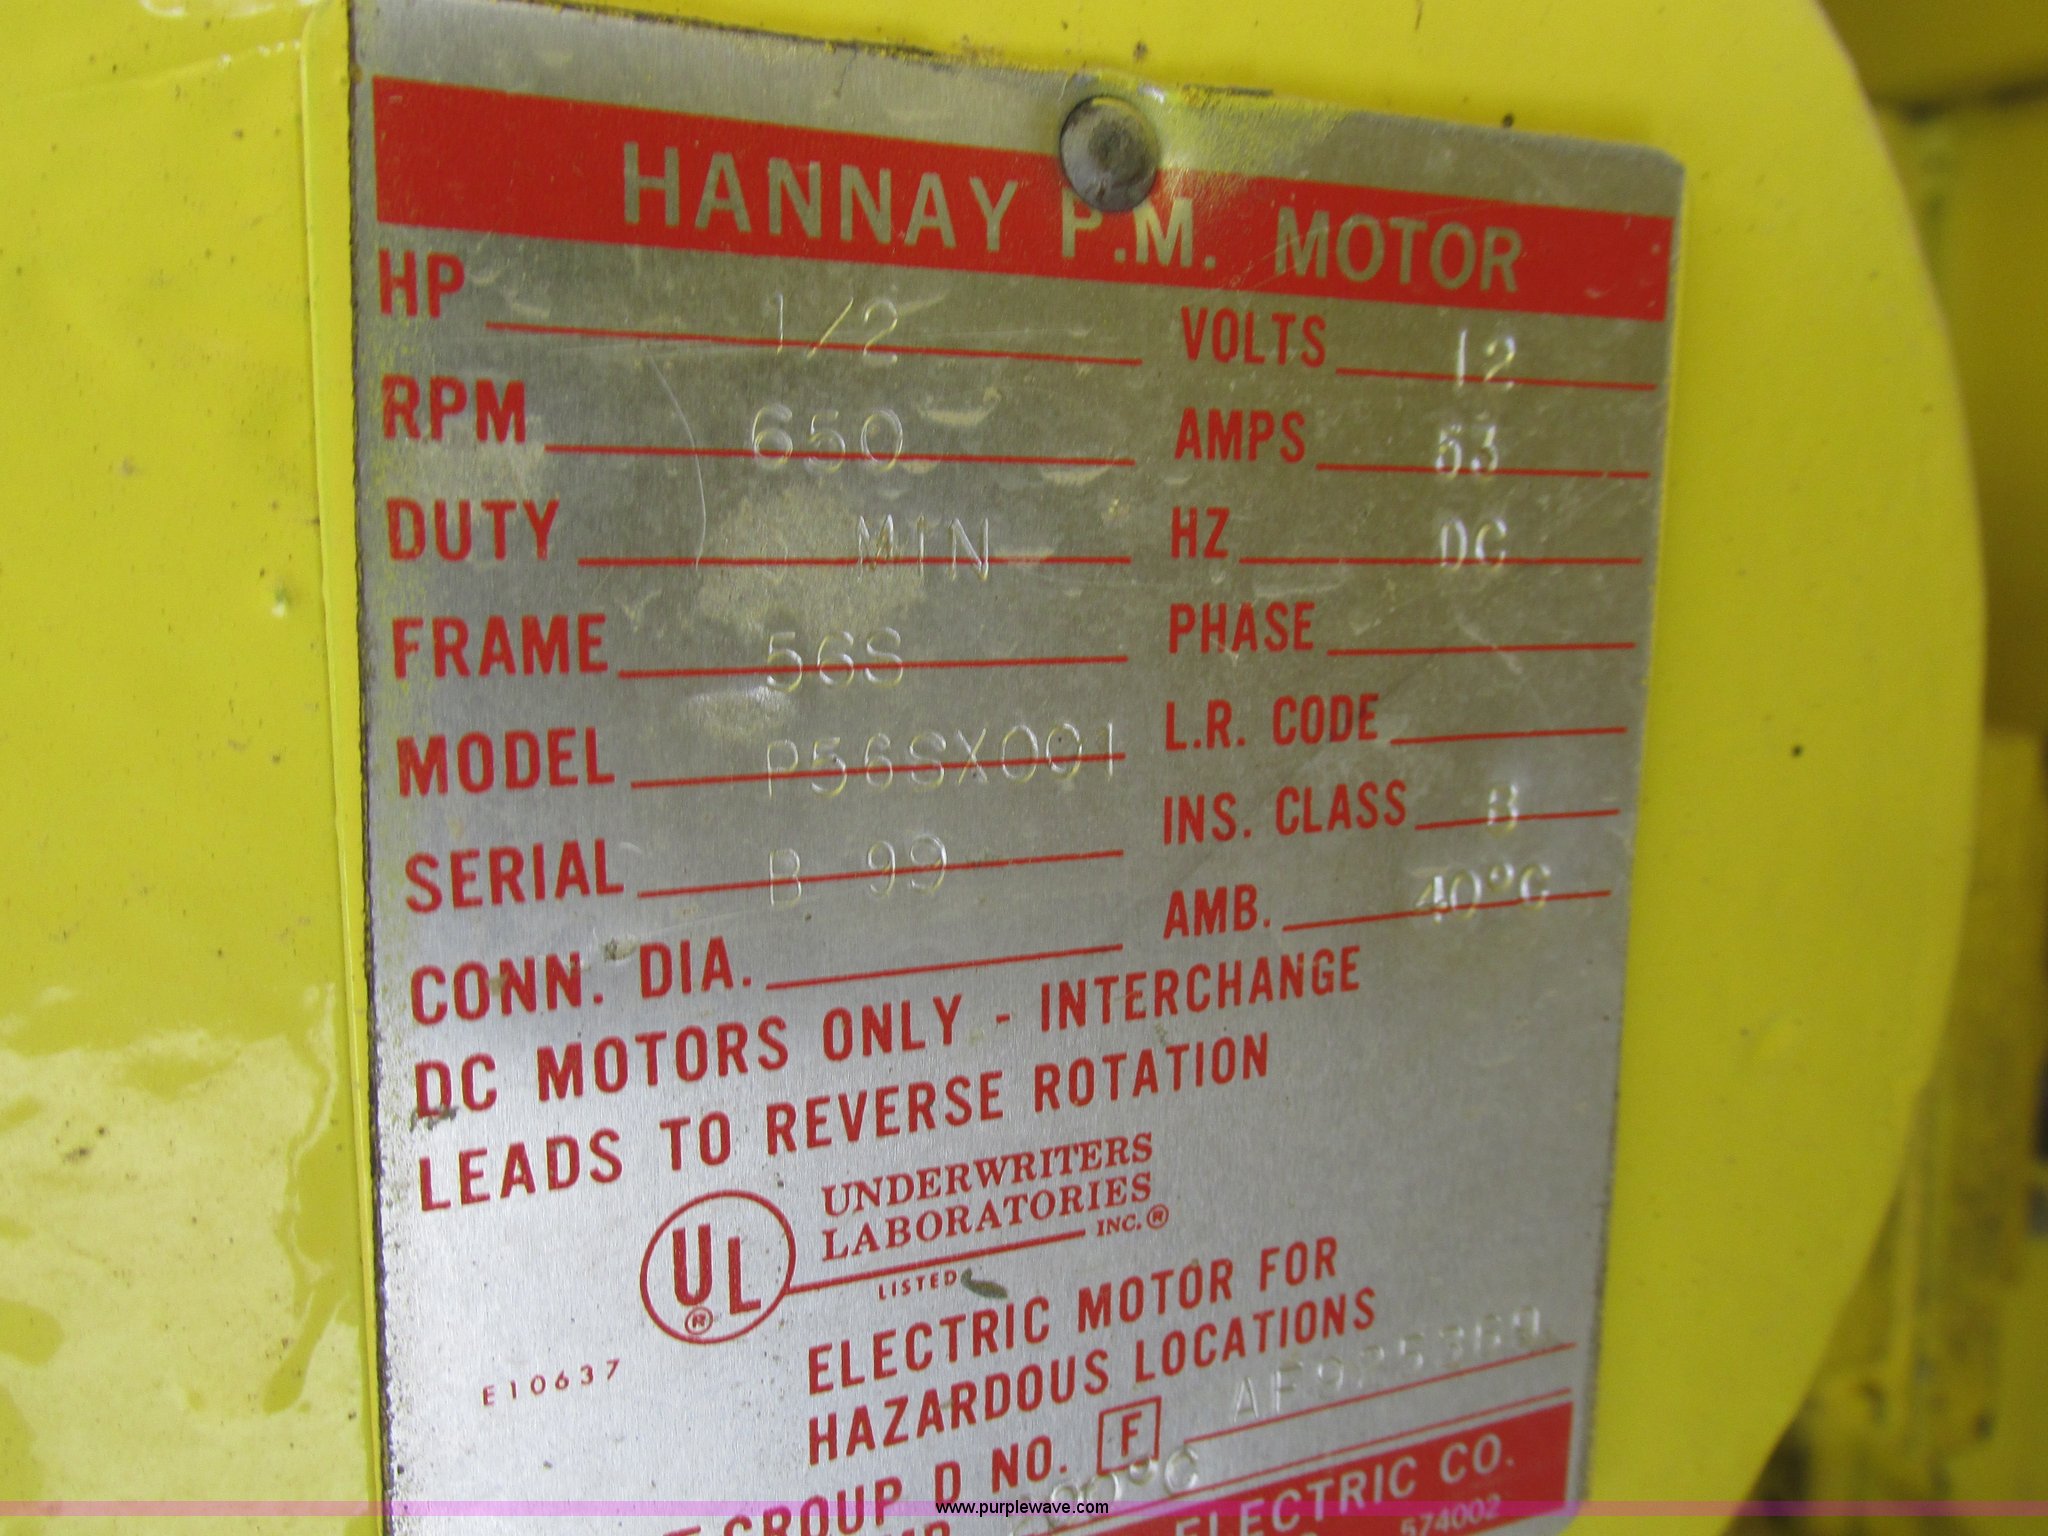 HANNAY P.M. MOTOR
HP 1/2 VOLTS 12
RPM 650 AMPS 53
DUTY MIN HZ DC
FRAME 56S PHASE
MODEL P56SX001 L.R. CODE
SERIAL B 99 INS. CLASS
CONN. DIA. AMB. 40°C
DC MOTORS ONLY - INTERCHANGE
LEADS TO REVERSE ROTATION
UL®
UNDERWRITERS
LABORATORIES
INC.®
LISTED
ELECTRIC MOTOR FOR
HAZARDOUS LOCATIONS
E10637
GROUP D NO. F
ELECTRIC CO.
574002
www.purplewave.com